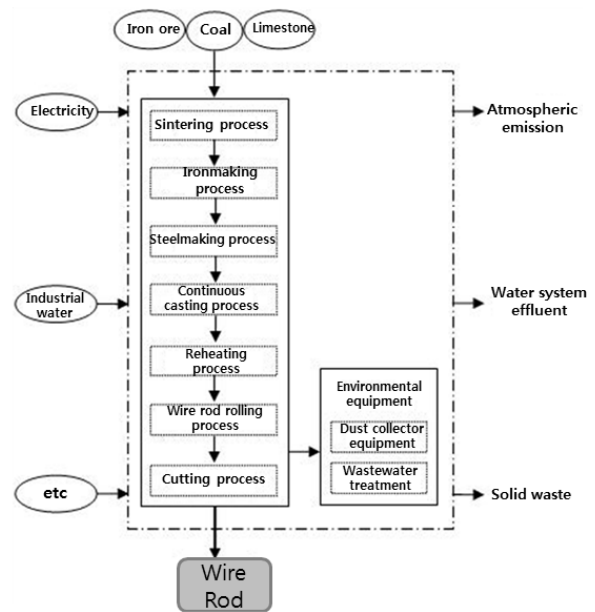 Iron ore
Coal
Limestone
Electricity
Sintering process
Ironmaking
process
Steelmaking process
Industrial
water
Continuous
casting process
Reheating
process
Wire rod rolling
process
etc
Cutting process
Environmental
equipment
Dust collector
equipment
Wastewater
treatment
Atmospheric
emission
Water system
effluent
Solid waste
Wire
Rod